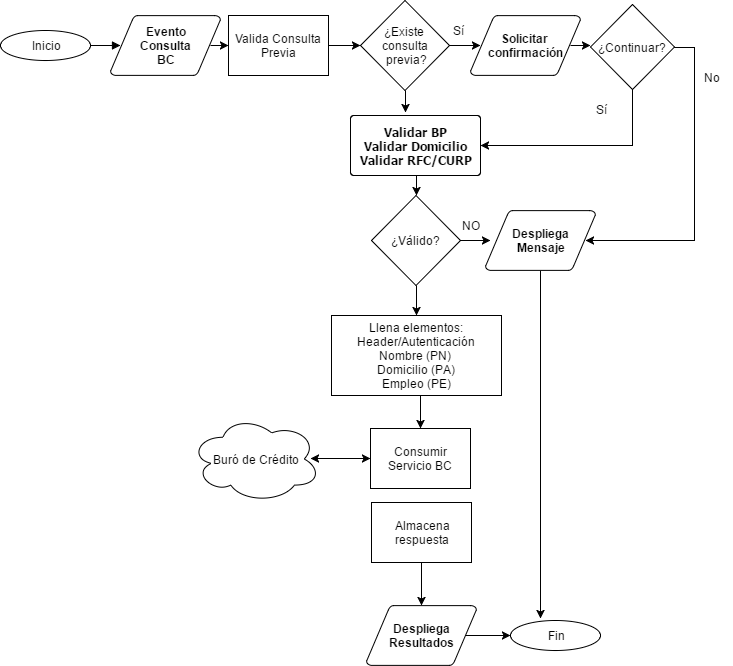 Inicio
Evento
Consulta
BC
Valida Consulta
Previa
¿Existe
consulta
previa?
Sí
Solicitar
confirmación
¿Continuar?
No
Sí
Validar BP
Validar Domicilio
Validar RFC/CURP
¿Válido?
NO
Despliega
Mensaje
Llena elementos:
Header/Autenticación
Nombre (PN)
Domicilio (PA)
Empleo (PE)
Buró de Crédito
Consumir
Servicio BC
Almacena
respuesta
Despliega
Resultados
Fin